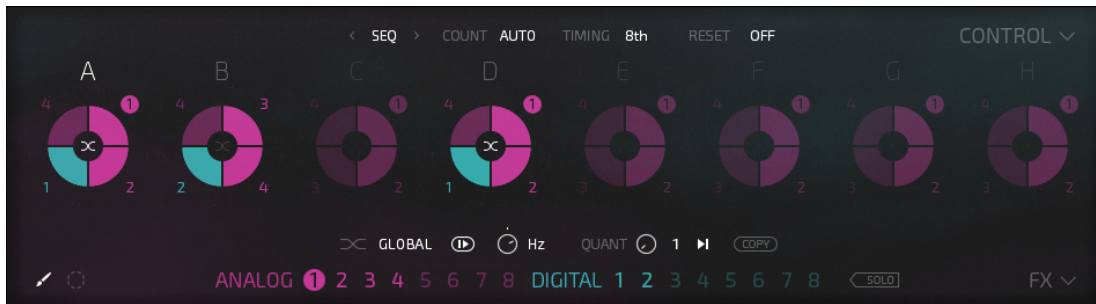 < SEQ > COUNT AUTO TIMING 8th RESET OFF CONTROL
A B C D E F G H
4 1 4 3 4 1 4 1 4 1 4 1 4 1 4 1
1 2 2 4 3 2 1 2 3 2 3 2 3 2 3 2
GLOBAL Hz QUANT 1 COPY
ANALOG 1 2 3 4 5 6 7 8 DIGITAL 1 2 3 4 5 6 7 8 SOLO FX